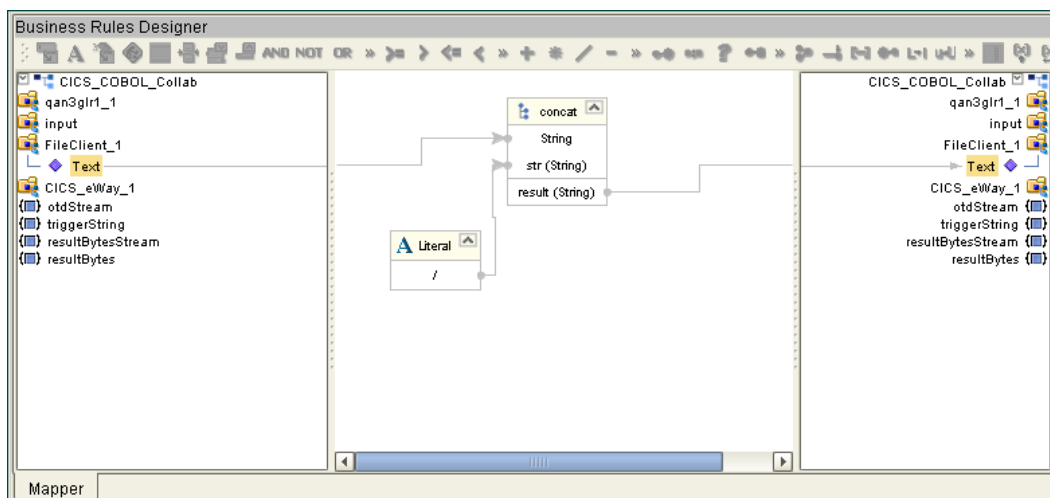 Business Rules Designer
A AND NOT OR » >= > <= < » + * / - » ? » »
CICS_COBOL_Collab
qan3glr1_1
input
FileClient_1
Text
CICS_eWay_1
otdStream
triggerString
resultBytesStream
resultBytes
concat
String
str (String)
result (String)
A Literal
/
CICS_COBOL_Collab
qan3glr1_1
input
FileClient_1
Text
CICS_eWay_1
otdStream
triggerString
resultBytesStream
resultBytes
Mapper